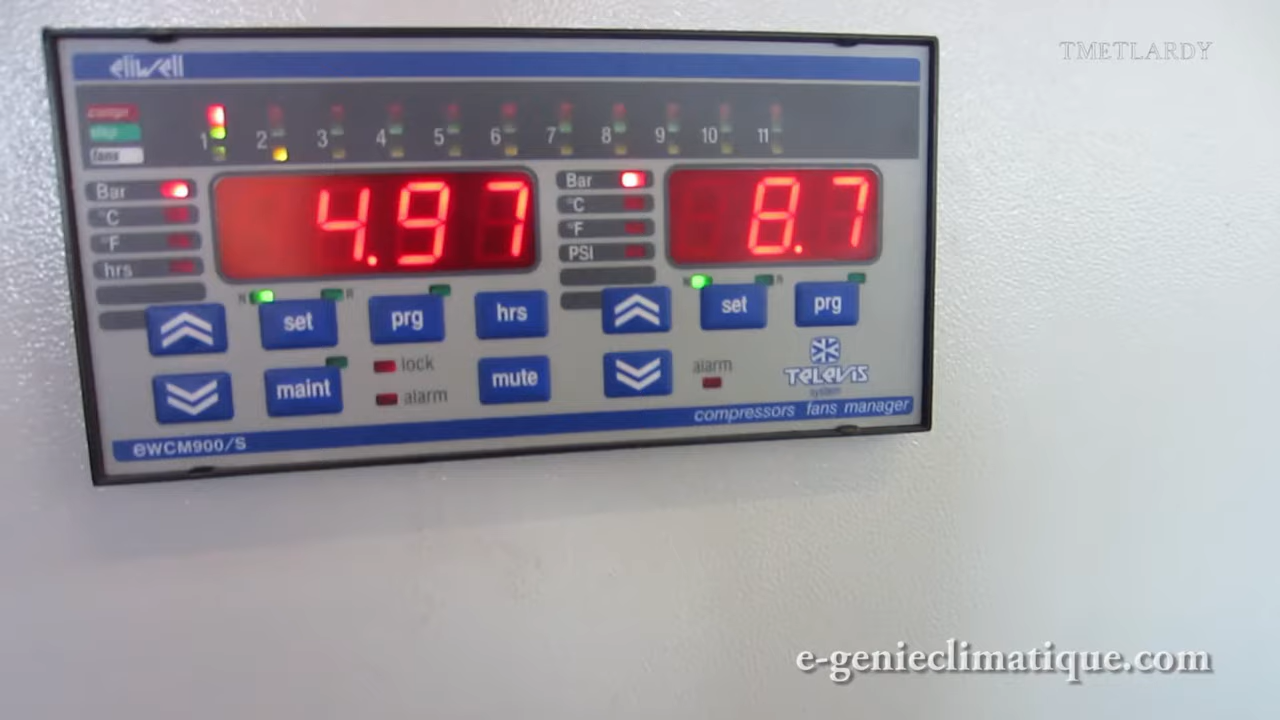 TMETLARDY
eliwell
compr
step
fans
1 2 3 4 5 6 7 8 9 10 11
Bar
°C
°F
hrs
4.97
Bar
°C
°F
PSI
8.7
N R
set
prg
hrs
N R
set
prg
maint
lock
alarm
mute
alarm
TELEVIS
system
compressors fans manager
eWCM900/S
e-genieclimatique.com